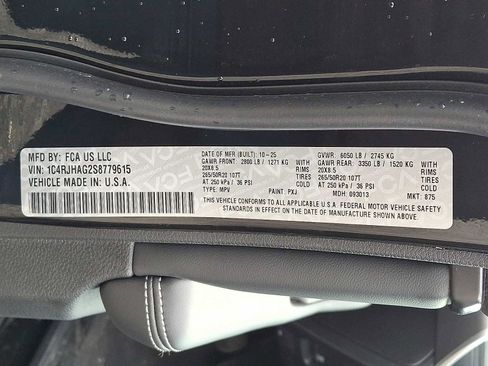 MFD BY: FCA US LLC
VIN: 1C4RJHAG2S8779615
VEHICLE MADE IN U.S.A.
DATE OF MFR (BUILT): 10-25
GAWR FRONT: 2800 LB / 1271 KG
20X8.5
265/50R20 107T
AT 250 kPa / 36 PSI
TYPE: MPV
WITH
RIMS
TIRES
COLD
PAINT: PXJ
GVWR: 6050 LB / 2745 KG
GAWR REAR: 3350 LB / 1520 KG
20X8.5
265/50R20 107T
AT 250 kPa / 36 PSI
MDH: 093013
WITH
RIMS
TIRES
COLD
MKT: 875
THIS VEHICLE CONFORMS TO ALL APPLICABLE U.S.A. FEDERAL MOTOR VEHICLE SAFETY
STANDARDS IN EFFECT ON THE DATE OF MANUFACTURE SHOWN ABOVE.